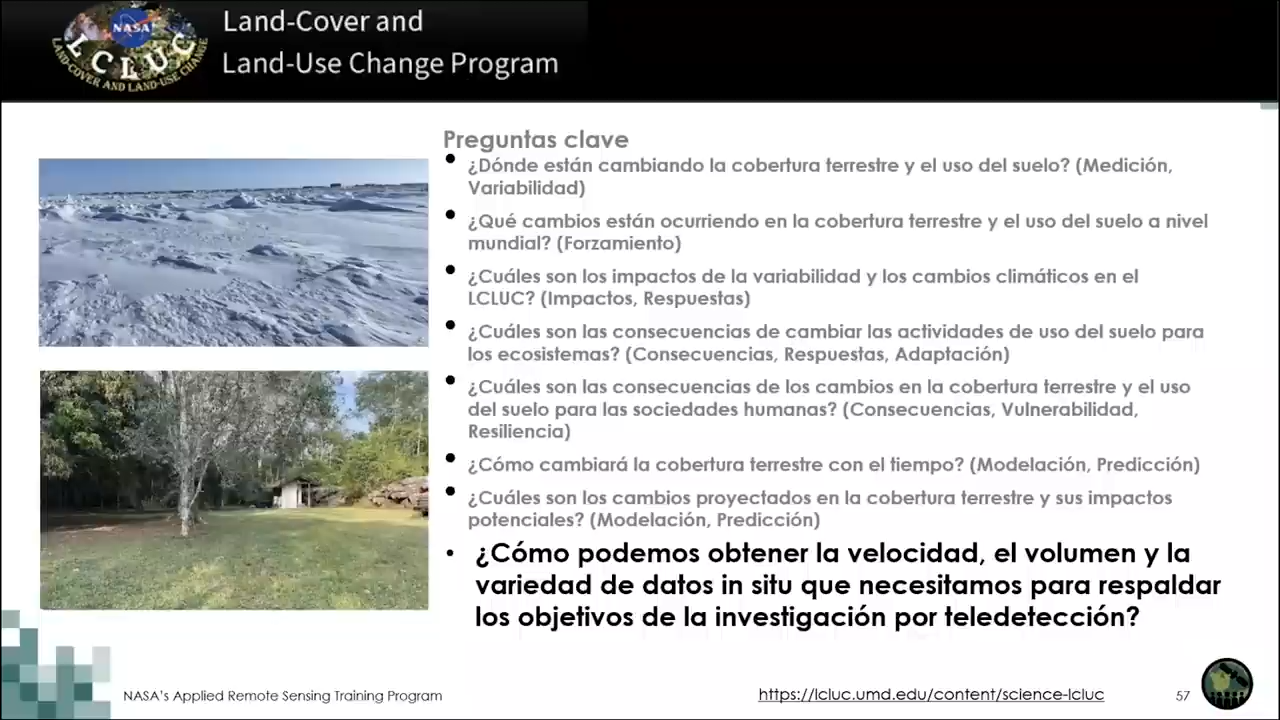 NASA
LCLUC
LAND-COVER AND LAND-USE CHANGE
Land-Cover and
Land-Use Change Program
Preguntas clave
• ¿Dónde están cambiando la cobertura terrestre y el uso del suelo? (Medición,
Variabilidad)
• ¿Qué cambios están ocurriendo en la cobertura terrestre y el uso del suelo a nivel
mundial? (Forzamiento)
• ¿Cuáles son los impactos de la variabilidad y los cambios climáticos en el
LCLUC? (Impactos, Respuestas)
• ¿Cuáles son las consecuencias de cambiar las actividades de uso del suelo para
los ecosistemas? (Consecuencias, Respuestas, Adaptación)
• ¿Cuáles son las consecuencias de los cambios en la cobertura terrestre y el uso
del suelo para las sociedades humanas? (Consecuencias, Vulnerabilidad,
Resiliencia)
• ¿Cómo cambiará la cobertura terrestre con el tiempo? (Modelación, Predicción)
• ¿Cuáles son los cambios proyectados en la cobertura terrestre y sus impactos
potenciales? (Modelación, Predicción)
• ¿Cómo podemos obtener la velocidad, el volumen y la
variedad de datos in situ que necesitamos para respaldar
los objetivos de la investigación por teledetección?
NASA's Applied Remote Sensing Training Program
https://lcluc.umd.edu/content/science-lcluc
57